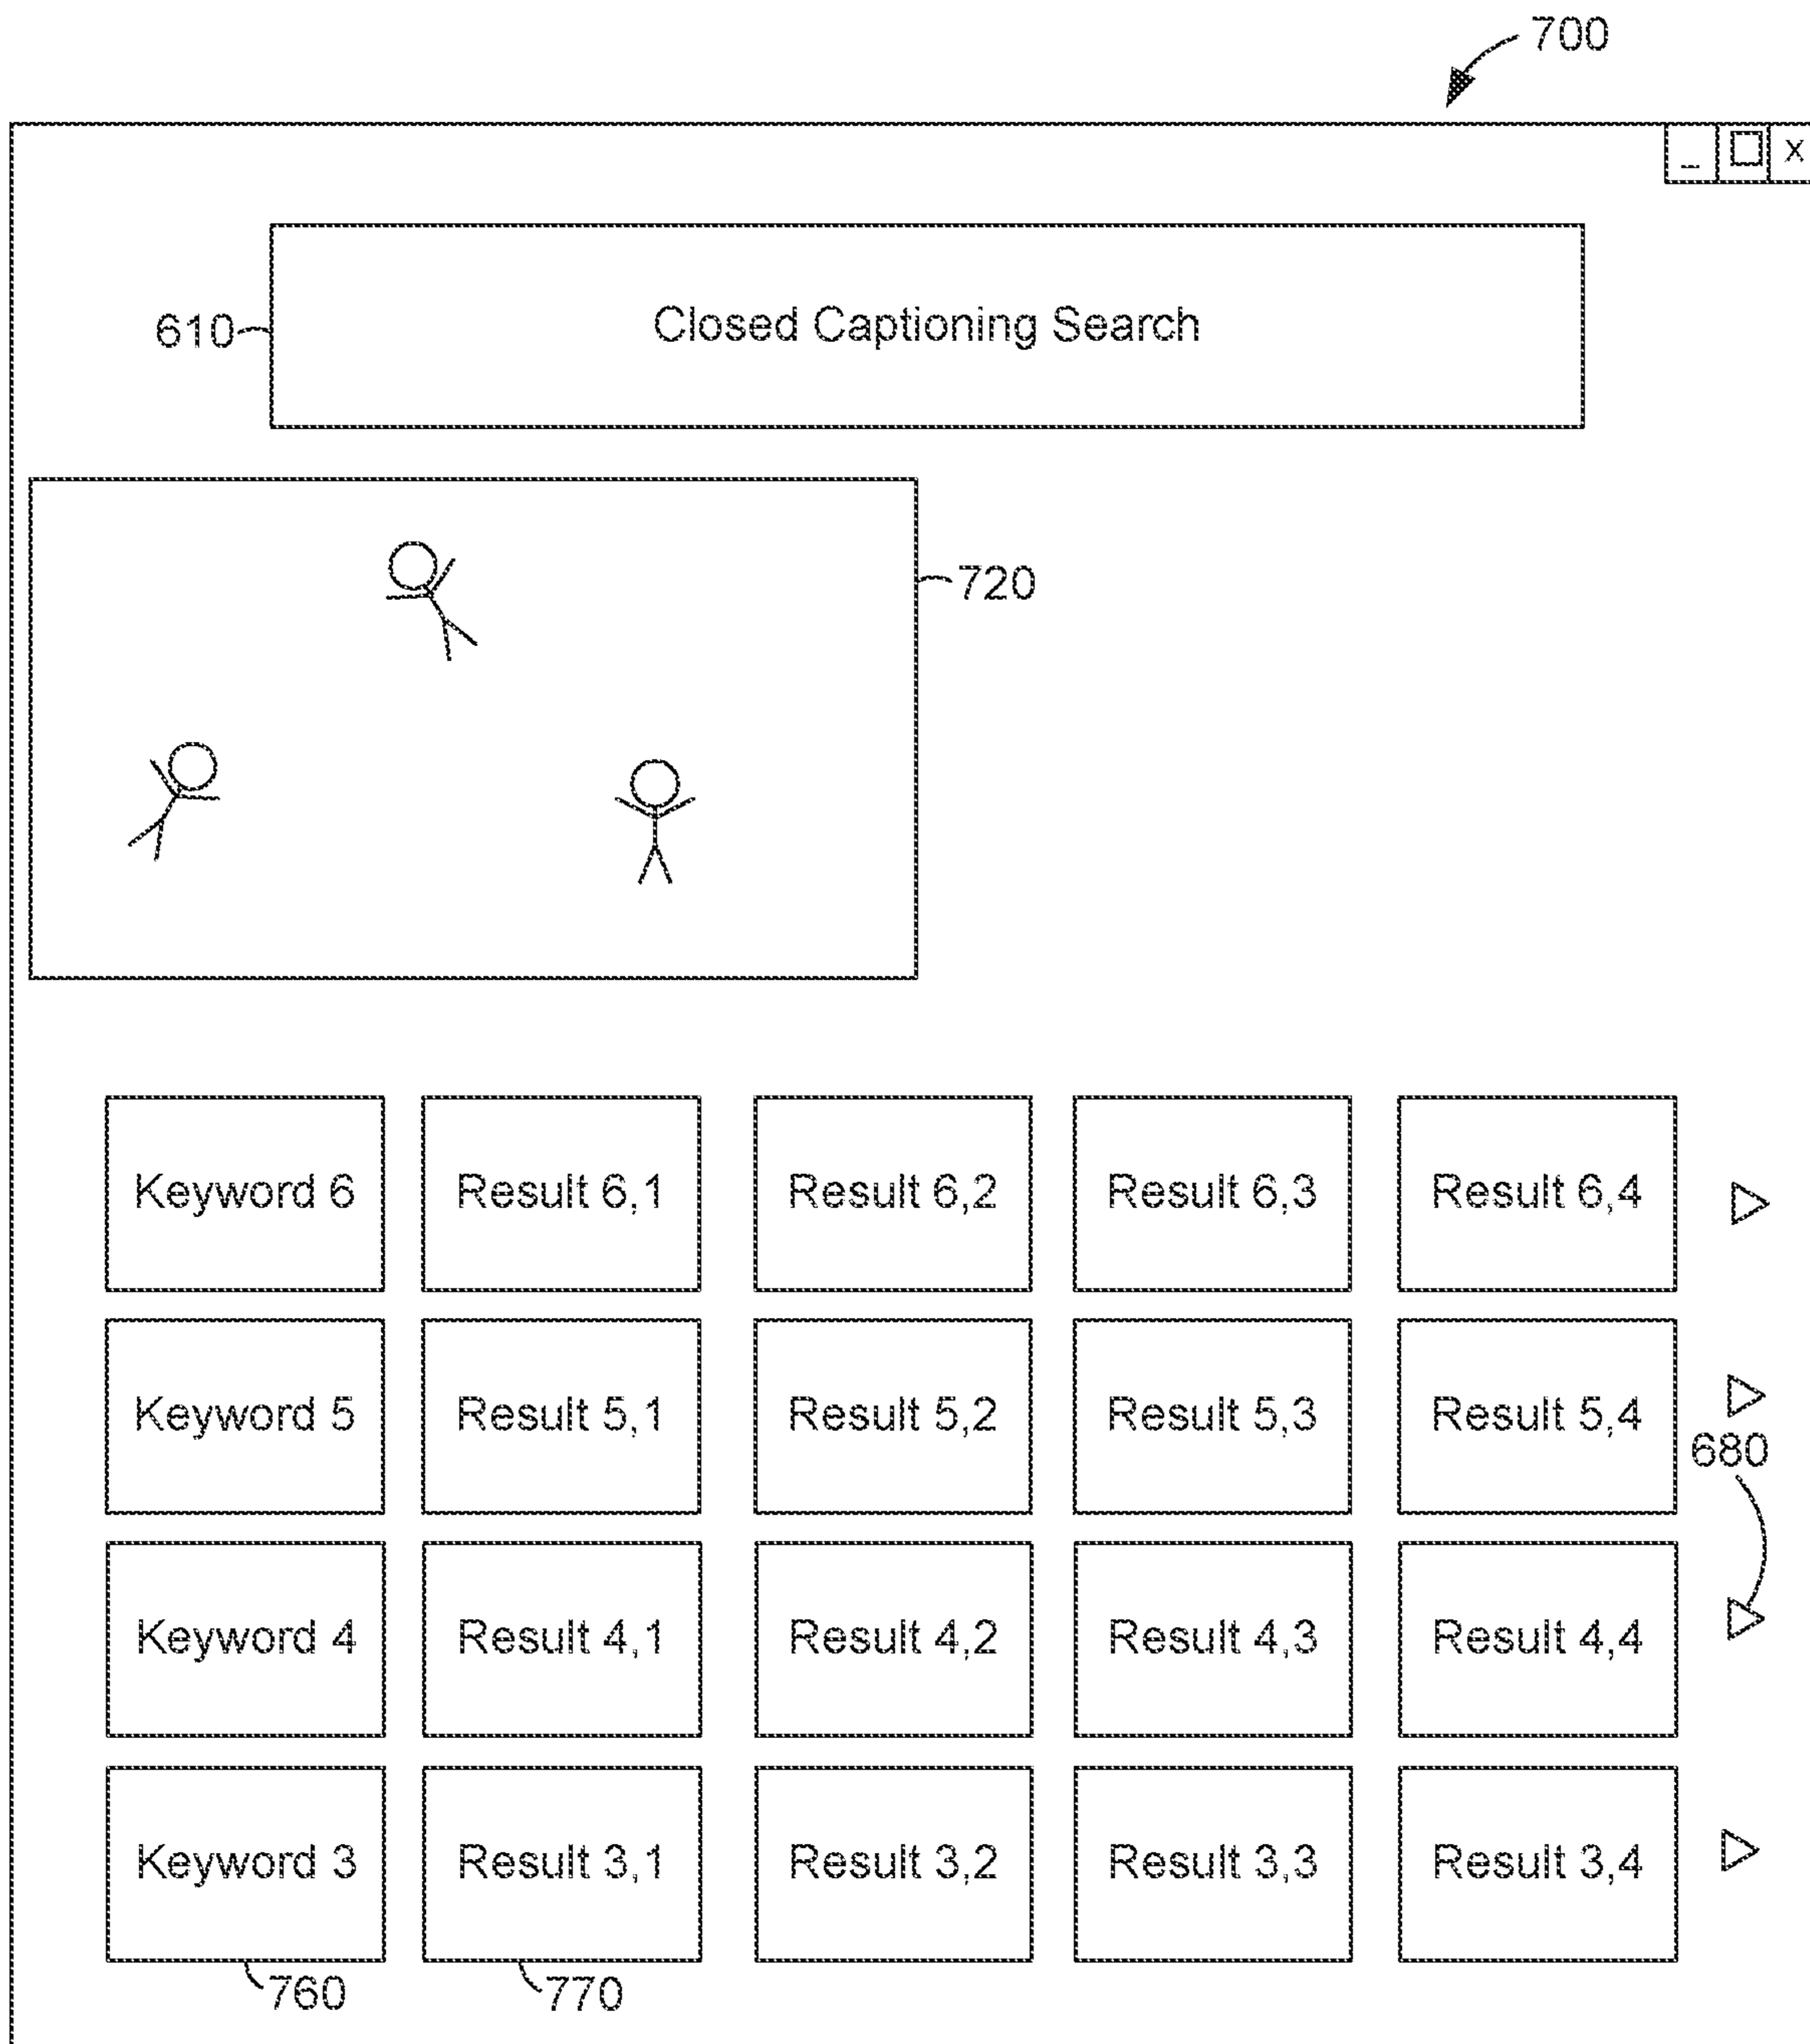 700
_ X
610 Closed Captioning Search
720
Keyword 6 Result 6,1 Result 6,2 Result 6,3 Result 6,4
Keyword 5 Result 5,1 Result 5,2 Result 5,3 Result 5,4
680
Keyword 4 Result 4,1 Result 4,2 Result 4,3 Result 4,4
Keyword 3 Result 3,1 Result 3,2 Result 3,3 Result 3,4
760 770